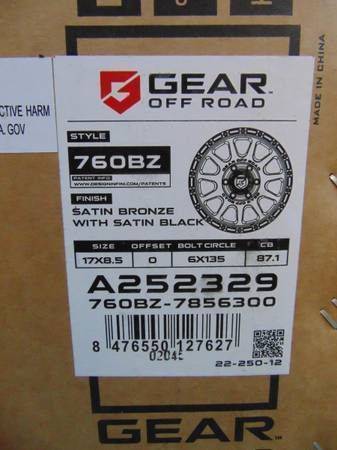 MADE IN CHINA
GEAR
OFF ROAD
CTIVE HARM
A. GOV
STYLE
760BZ
PATENT INFO.
WWW.DESIGNINFIN.COM/PATENTS
FINISH
SATIN BRONZE
WITH SATIN BLACK
SIZE OFFSET BOLT CIRCLE CB
17X8.5 0 6X135 87.1
A252329
760BZ-7856300
8 476550 127627
02045
22-250-12
GEAR